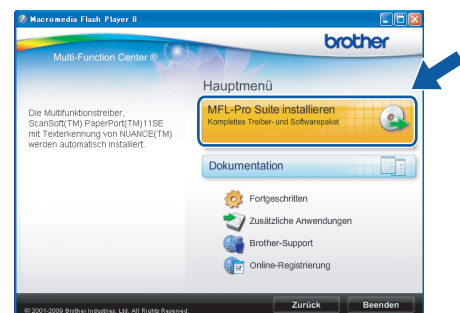 Macromedia Flash Player 8
brother
Multi-Function Center ®
Hauptmenü
Die Multifunktionstreiber,
ScanSoft(TM) PaperPort(TM)11SE
mit Texterkennung von NUANCE(TM)
werden automatisch installiert.
MFL-Pro Suite installieren
Komplettes Treiber- und Softwarepaket
Dokumentation
Fortgeschritten
Zusätzliche Anwendungen
Brother-Support
Online-Registrierung
© 2001-2009 Brother Industries, Ltd. All Rights Reserved.
Zurück
Beenden